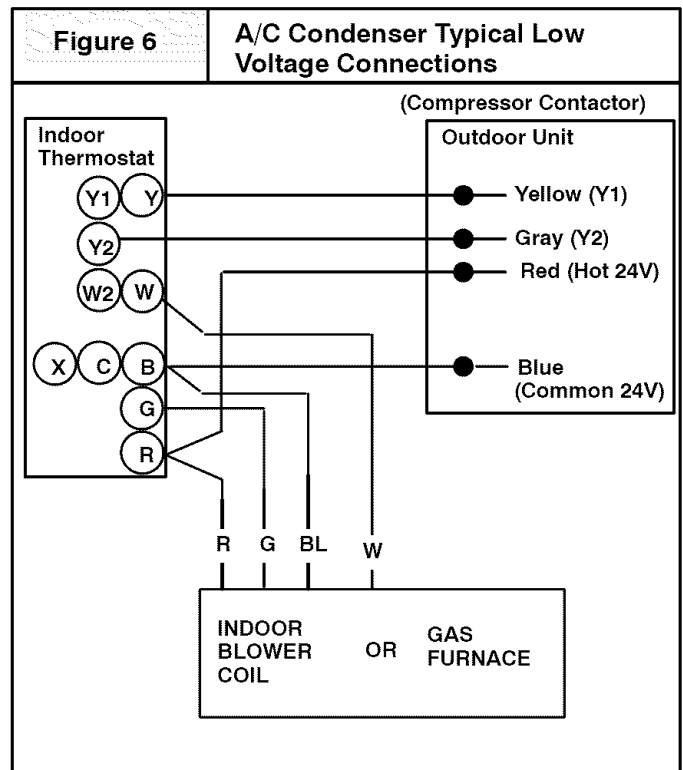 Figure 6
A/C Condenser Typical Low
Voltage Connections
(Compressor Contactor)
Indoor
Thermostat
Outdoor Unit
Y1 Y
Yellow (Y1)
Y2
Gray (Y2)
Red (Hot 24V)
W2 W
X C B
Blue
(Common 24V)
G
R
R G BL W
INDOOR
BLOWER
COIL
OR
GAS
FURNACE